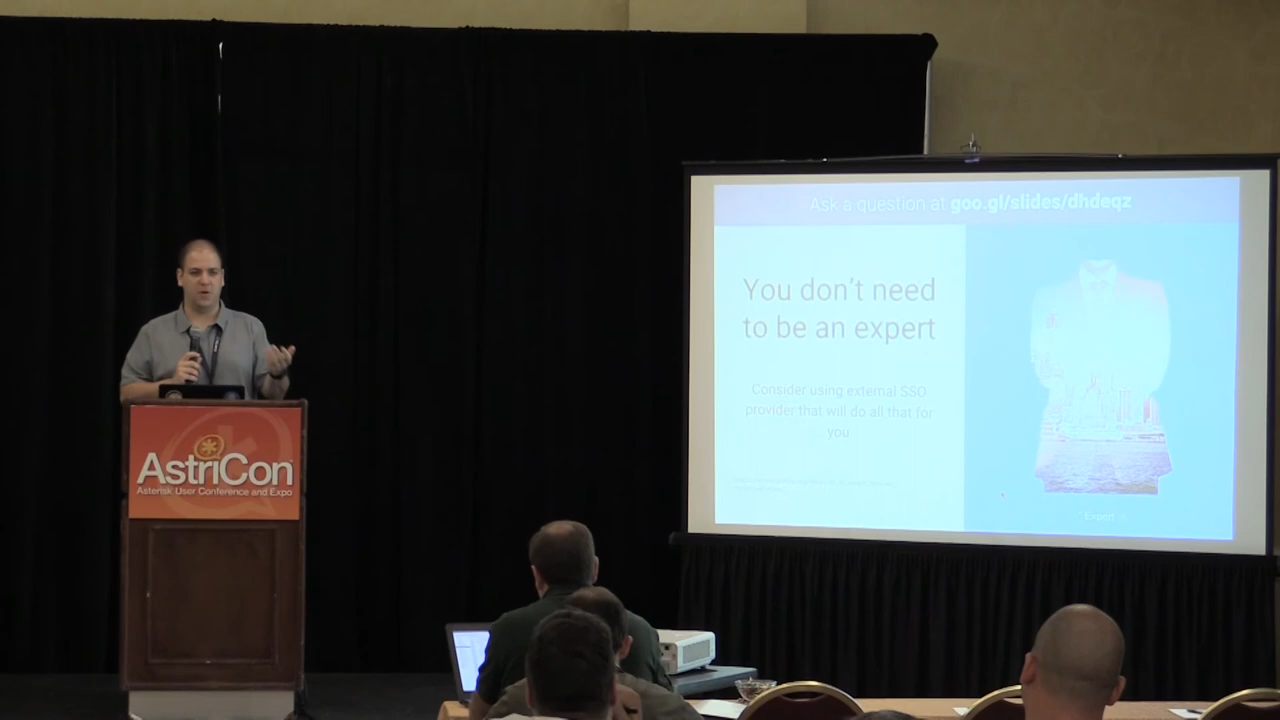 Ask a question at goo.gl/slides/dhdeqz
You don't need
to be an expert
Consider using external SSO
provider that will do all that for
you
Expert
AstriCon
Asterisk User Conference and Expo